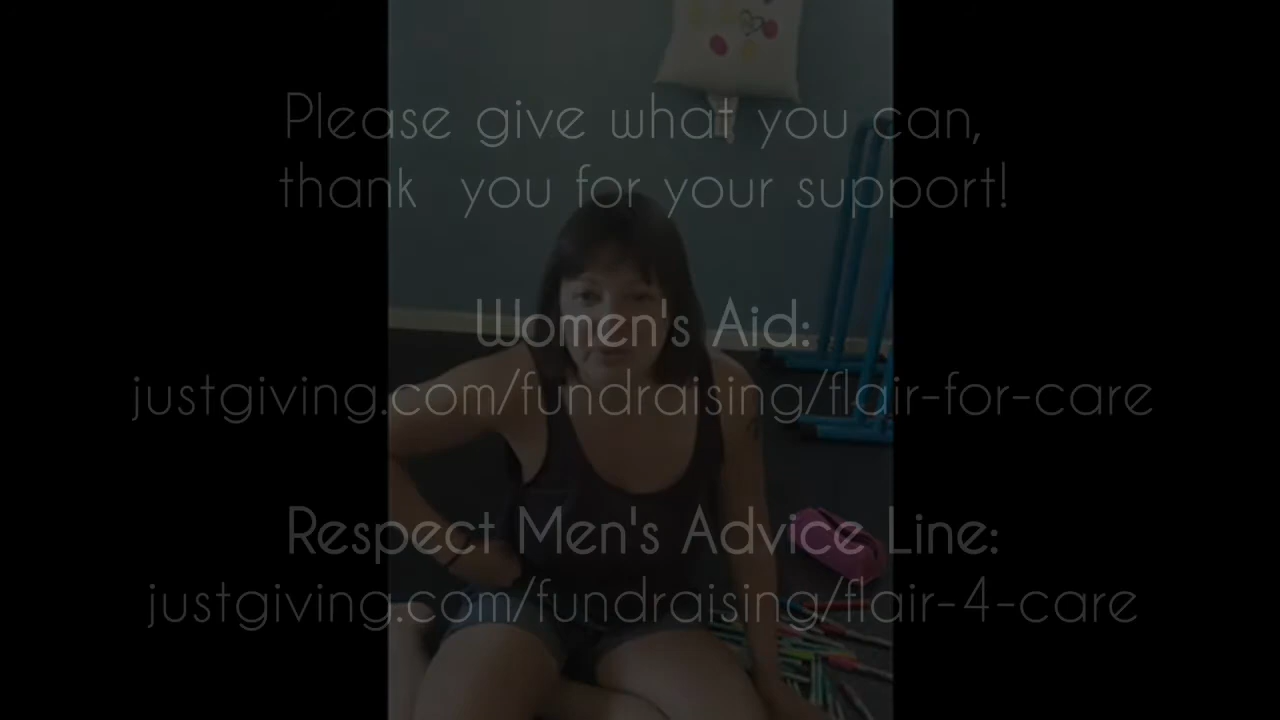 Please give what you can,
thank you for your support!
Women's Aid:
justgiving.com/fundraising/flair-for-care
Respect Men's Advice Line:
justgiving.com/fundraising/flair-4-care